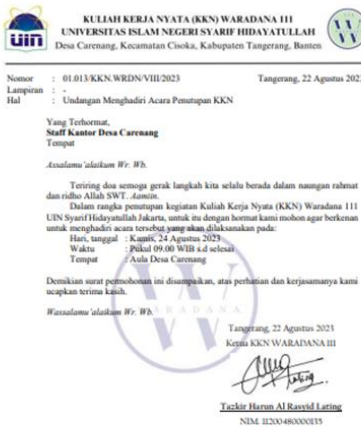 KULIAH KERJA NYATA (KKN) WARADANA 111
UNIVERSITAS ISLAM NEGERI SYARIF HIDAYATULLAH
Desa Carenang, Kecamatan Cisoka, Kabupaten Tangerang, Banten
UIN
Nomor : 01.013/KKN.WRDN/VIII/2023 Tangerang, 22 Agustus 202
Lampiran : -
Hal : Undangan Menghadiri Acara Penutupan KKN
Yang Terhormat,
Staff Kantor Desa Carenang
Tempat
Assalamu'alaikum Wr. Wb.
Teriring doa semoga gerak langkah kita selalu berada dalam naungan rahmat
dan ridho Allah SWT. Aamiin.
Dalam rangka penutupan kegiatan Kuliah Kerja Nyata (KKN) Waradana 111
UIN Syarif Hidayatullah Jakarta, untuk itu dengan hormat kami mohon agar berkenan
untuk menghadiri acara tersebut yang akan dilaksanakan pada:
Hari, tanggal : Kamis, 24 Agustus 2023
Waktu : Pukul 09.00 WIB s.d selesai
Tempat : Aula Desa Carenang
Demikian surat permohonan ini disampaikan, atas perhatian dan kerjasamanya kami
ucapkan terima kasih.
WARADANA
Wassalamu'alaikum Wr. Wb.
Tangerang, 22 Agustus 2023
Ketua KKN WARADANA 111
Tazkir Harun Al Rasyid Lating
NIM. 11200480000135